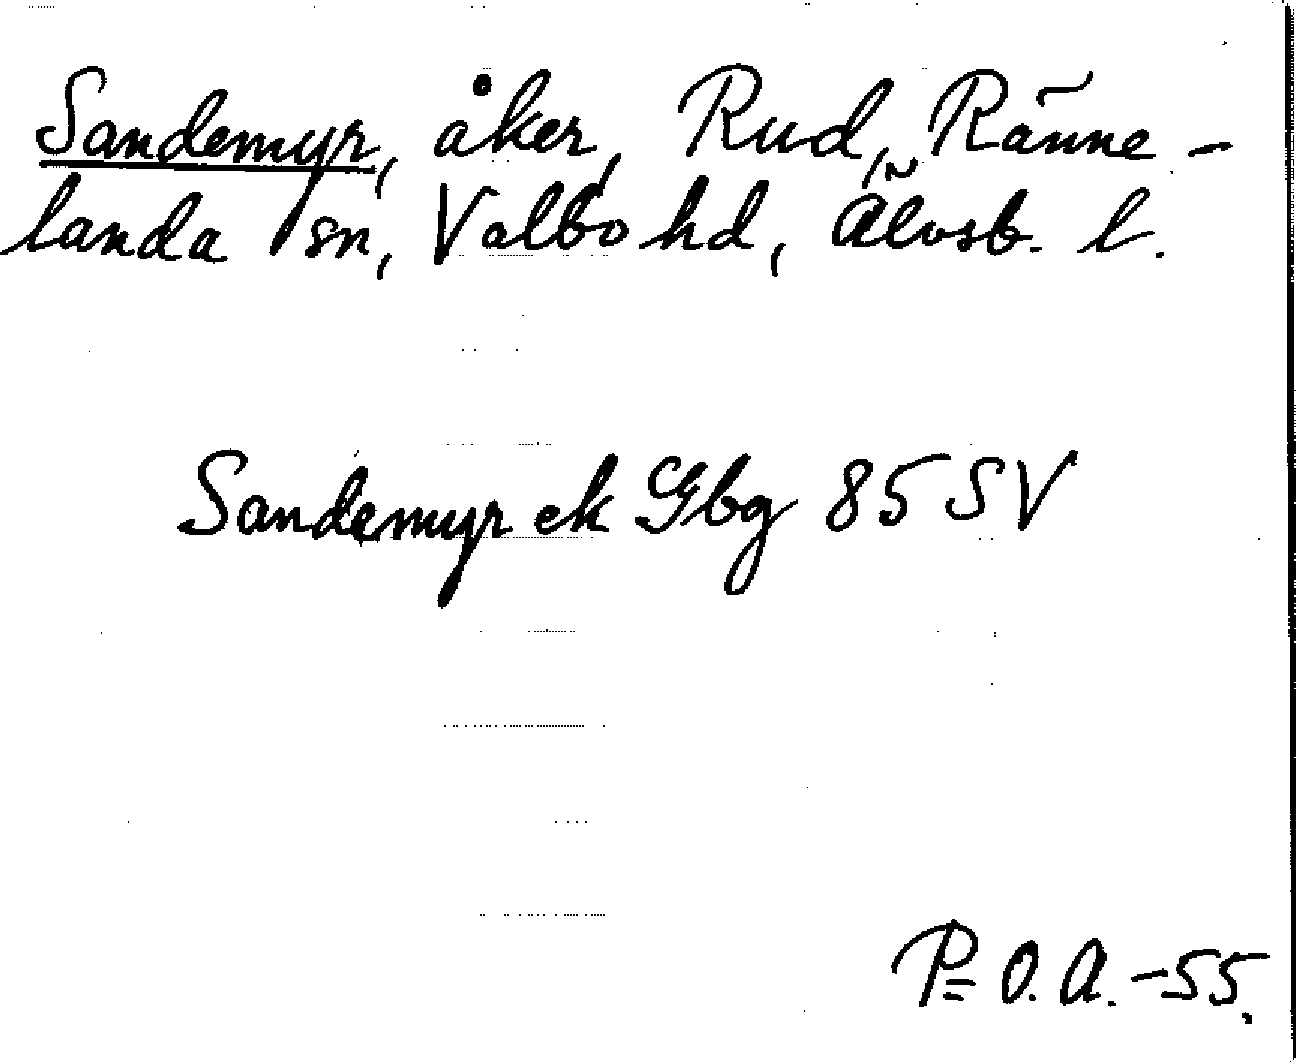 Sandemyr, åker, Rud, Ränne-
landa sn, Valbo hd, Älvsb. l.
Sandemyr ek Gbg 85 SV
P=O.A.-55.